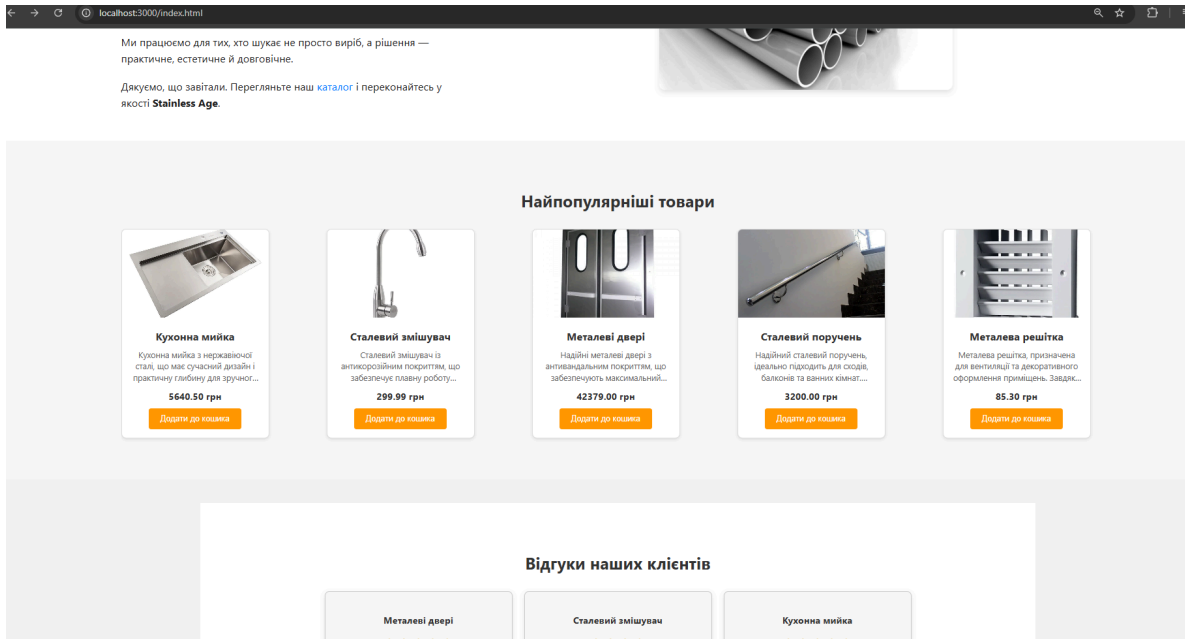 localhost:3000/index.html
Ми працюємо для тих, хто шукає не просто виріб, а рішення —
практичне, естетичне й довговічне.
Дякуємо, що завітали. Перегляньте наш каталог і переконайтесь у
якості Stainless Age.
Найпопулярніші товари
Кухонна мийка
Кухонна мийка з нержавіючої
сталі, що має сучасний дизайн і
практичну глибину для зручног...
5640.50 грн
Додати до кошика
Сталевий змішувач
Сталевий змішувач із
антикорозійним покриттям, що
забезпечує плавну роботу...
299.99 грн
Додати до кошика
Металеві двері
Надійні металеві двері з
антивандальним покриттям, що
забезпечують максимальний...
42379.00 грн
Додати до кошика
Сталевий поручень
Надійний сталевий поручень,
ідеально підходить для сходів,
балконів та ванних кімнат....
3200.00 грн
Додати до кошика
Металева решітка
Металева решітка, призначена
для вентиляції та декоративного
оформлення приміщень. Завдяк...
85.30 грн
Додати до кошика
Відгуки наших клієнтів
Металеві двері
Сталевий змішувач
Кухонна мийка